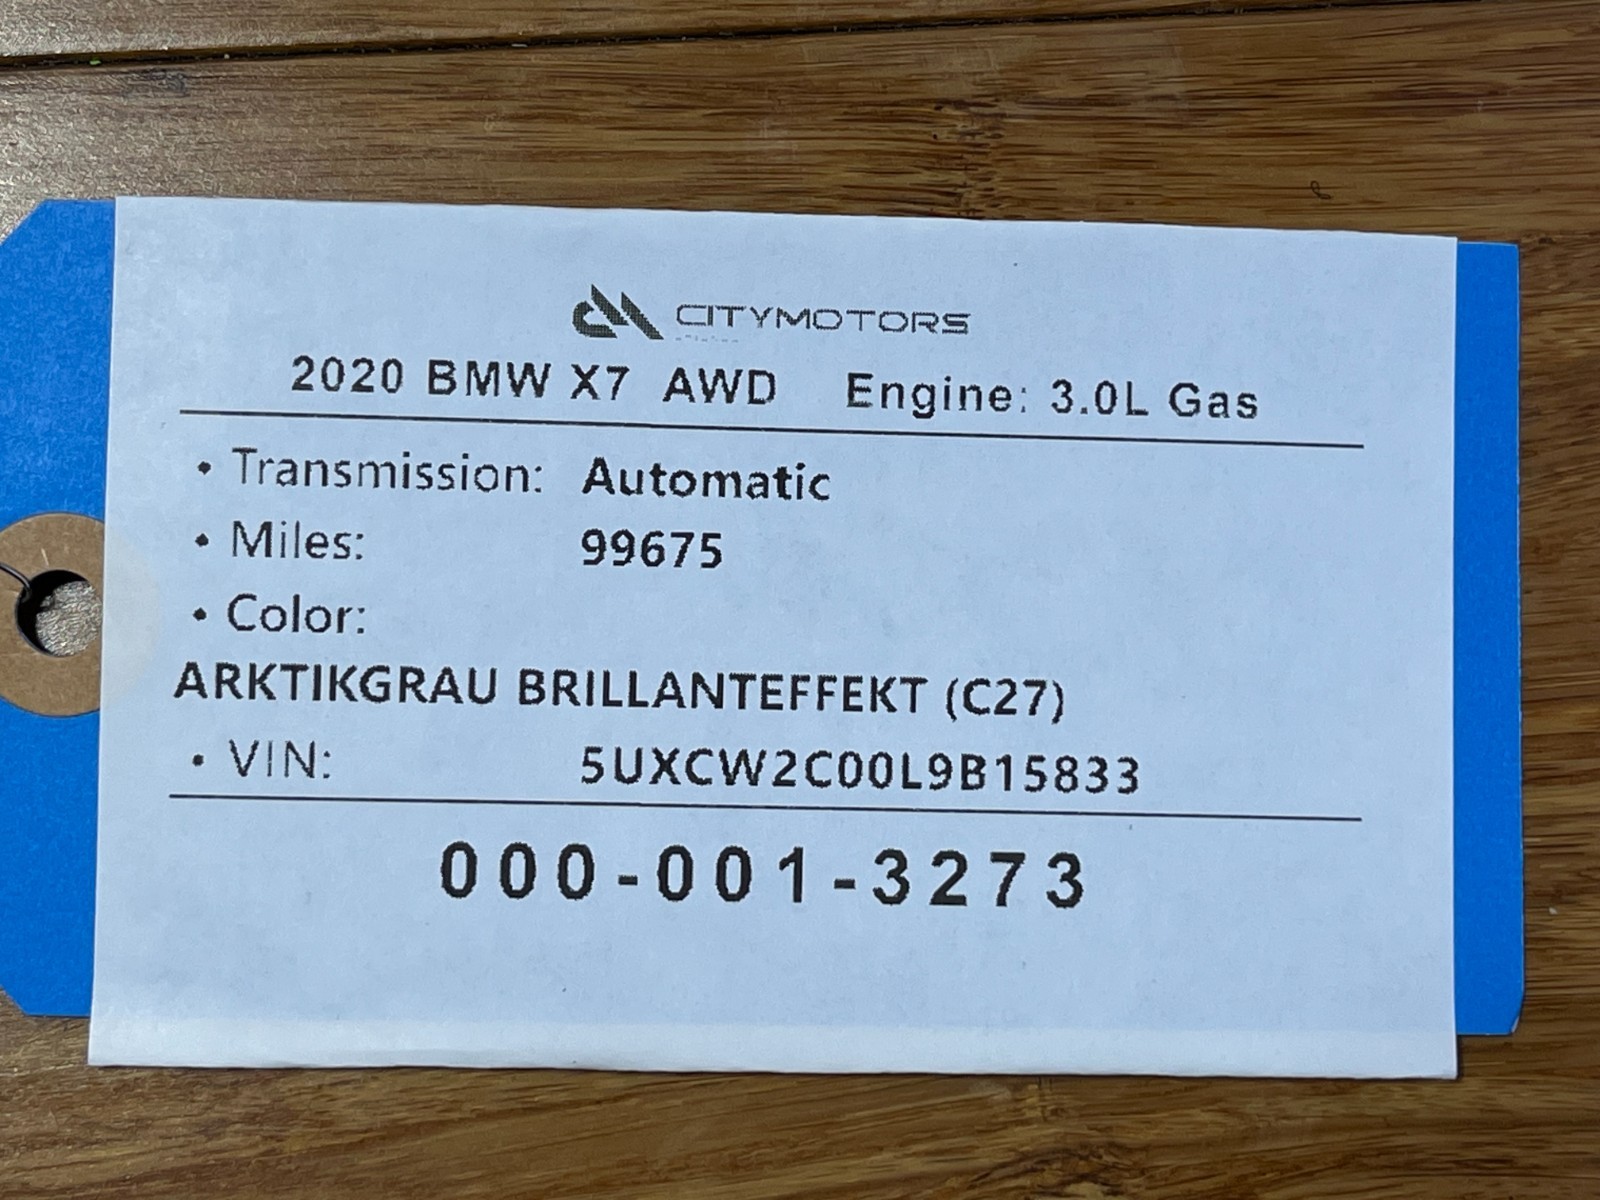 CITYMOTORS
2020 BMW X7 AWD Engine: 3.0L Gas
• Transmission: Automatic
• Miles: 99675
• Color:
ARKTIKGRAU BRILLANTEFFEKT (C27)
• VIN: 5UXCW2C00L9B15833
000-001-3273